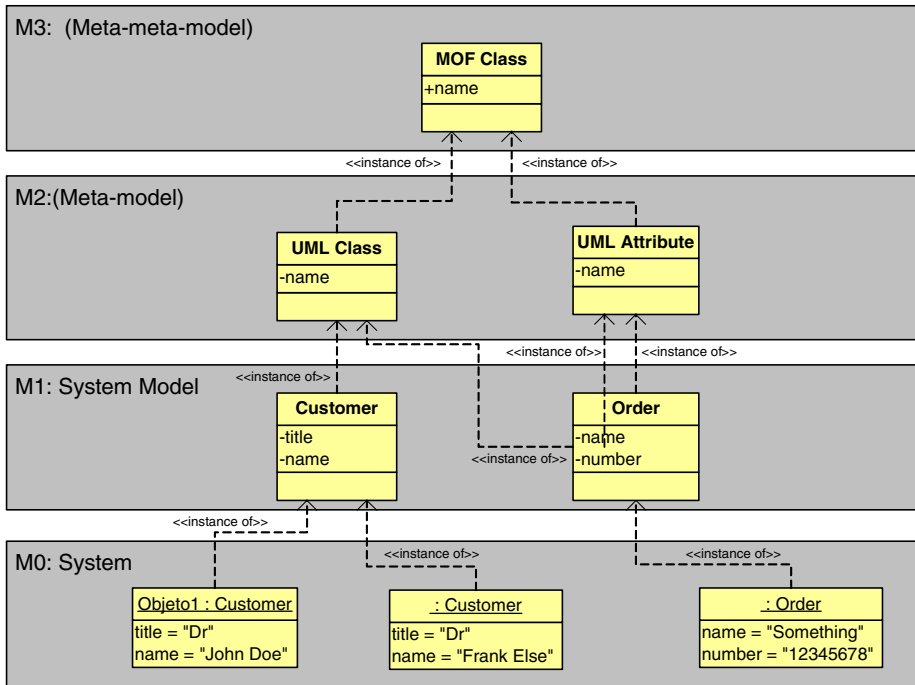 M3: (Meta-meta-model)
MOF Class
+name
<<instance of>>
<<instance of>>
M2:(Meta-model)
UML Class
-name
UML Attribute
-name
<<instance of>>
<<instance of>>
<<instance of>>
<<instance of>>
M1: System Model
Customer
-title
-name
Order
-name
-number
<<instance of>>
<<instance of>>
<<instance of>>
M0: System
Objeto1 : Customer
title = "Dr"
name = "John Doe"
: Customer
title = "Dr"
name = "Frank Else"
: Order
name = "Something"
number = "12345678"